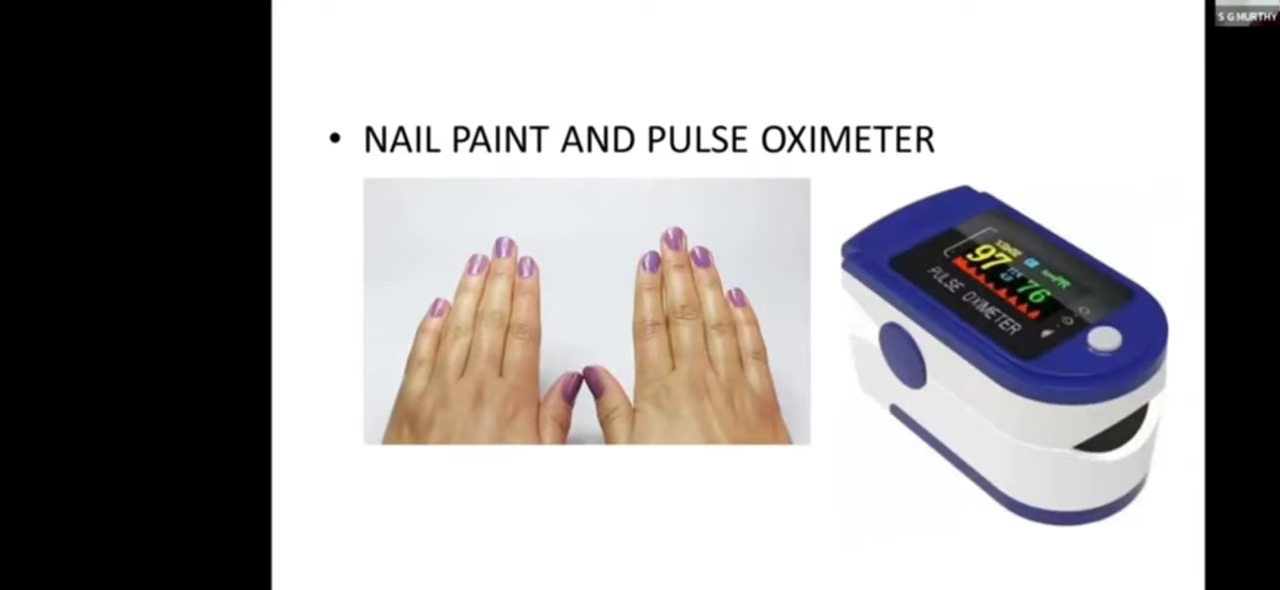 S G MURTHY
• NAIL PAINT AND PULSE OXIMETER
97
76
PULSE OXIMETER